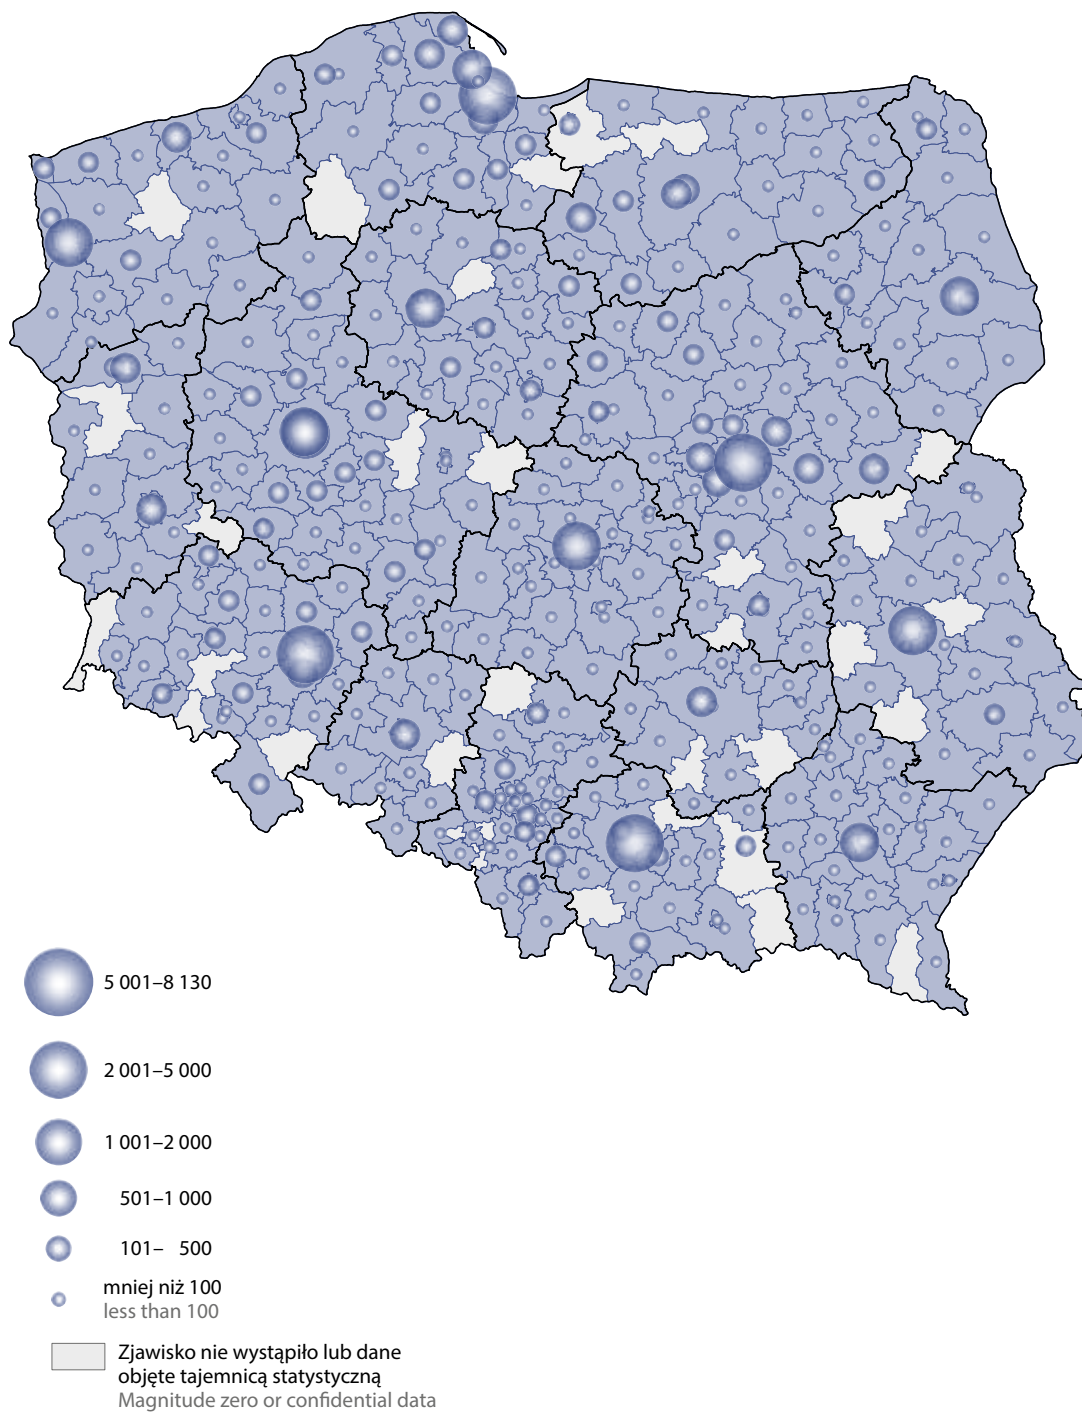 5 001–8 130
2 001–5 000
1 001–2 000
501–1 000
101– 500
mniej niż 100
less than 100
Zjawisko nie wystąpiło lub dane
objęte tajemnicą statystyczną
Magnitude zero or confidential data